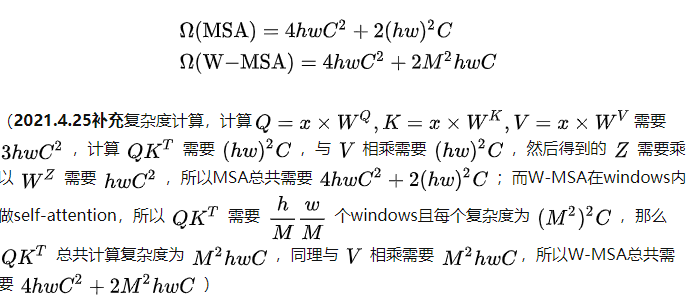 Ω(MSA) = 4hwC² + 2(hw)²C
Ω(W−MSA) = 4hwC² + 2M²hwC
（2021.4.25补充复杂度计算，计算 Q = x × W^Q, K = x × W^K, V = x × W^V 需要
3hwC² ，计算 QK^T 需要 (hw)²C ，与 V 相乘需要 (hw)²C ，然后得到的 Z 需要乘
以 W^Z 需要 hwC² ，所以MSA总共需要 4hwC² + 2(hw)²C ；而W-MSA在windows内
做self-attention，所以 QK^T 需要 h/M w/M 个windows且每个复杂度为 (M²)²C ，那么
QK^T 总共计算复杂度为 M²hwC ，同理与 V 相乘需要 M²hwC ，所以W-MSA总共需
要 4hwC² + 2M²hwC ）